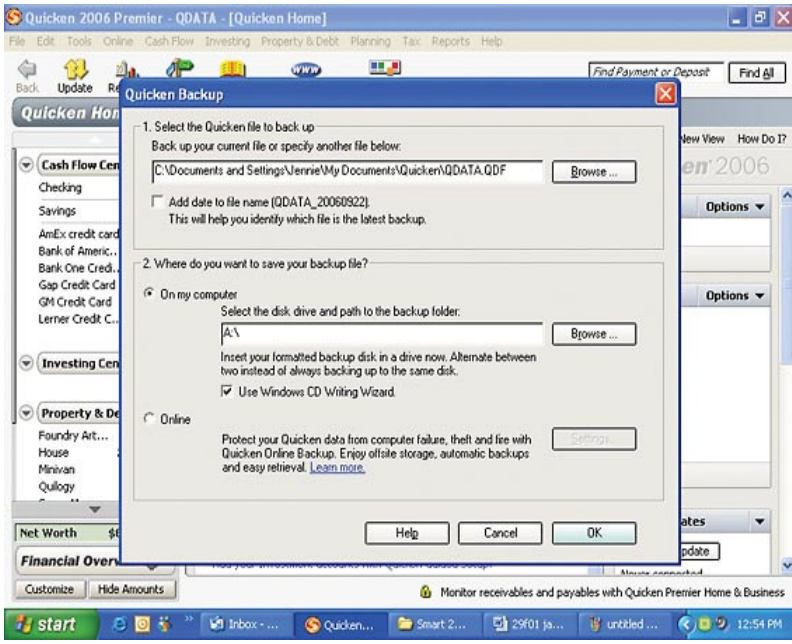 Quicken 2006 Premier - QDATA - [Quicken Home]
File Edit Tools Online Cash Flow Investing Property & Debt Planning Tax Reports Help
Back Update
WWW
Find Payment or Deposit Find All
Quicken Backup
New View How Do I?
2006
1. Select the Quicken file to back up
Back up your current file or specify another file below:
C:\Documents and Settings\Jennie\My Documents\Quicken\QDATA.QDF
Browse ...
Add date to file name (QDATA_20060922).
This will help you identify which file is the latest backup.
2. Where do you want to save your backup file?
On my computer
Select the disk drive and path to the backup folder:
A:\
Browse ...
Insert your formatted backup disk in a drive now. Alternate between
two instead of always backing up to the same disk.
Use Windows CD Writing Wizard.
Online
Protect your Quicken data from computer failure, theft and fire with
Quicken Online Backup. Enjoy offsite storage, automatic backups
and easy retrieval. Learn more.
Settings...
Help Cancel OK
Cash Flow Cen
Checking
Savings
AmEx credit card
Bank of Americ...
Bank One Cred...
Gap Credit Card
GM Credit Card
Lerner Credit C...
Investing Cen
Property & De
Foundry Art...
House
Minivan
Quilogy
Net Worth
Financial Over
Options
Options
Customize Hide Amounts
Monitor receivables and payables with Quicken Premier Home & Business
start Inbox - ... Quicken... Smart 2... 29f01 ja... untitled ... 12:54 PM